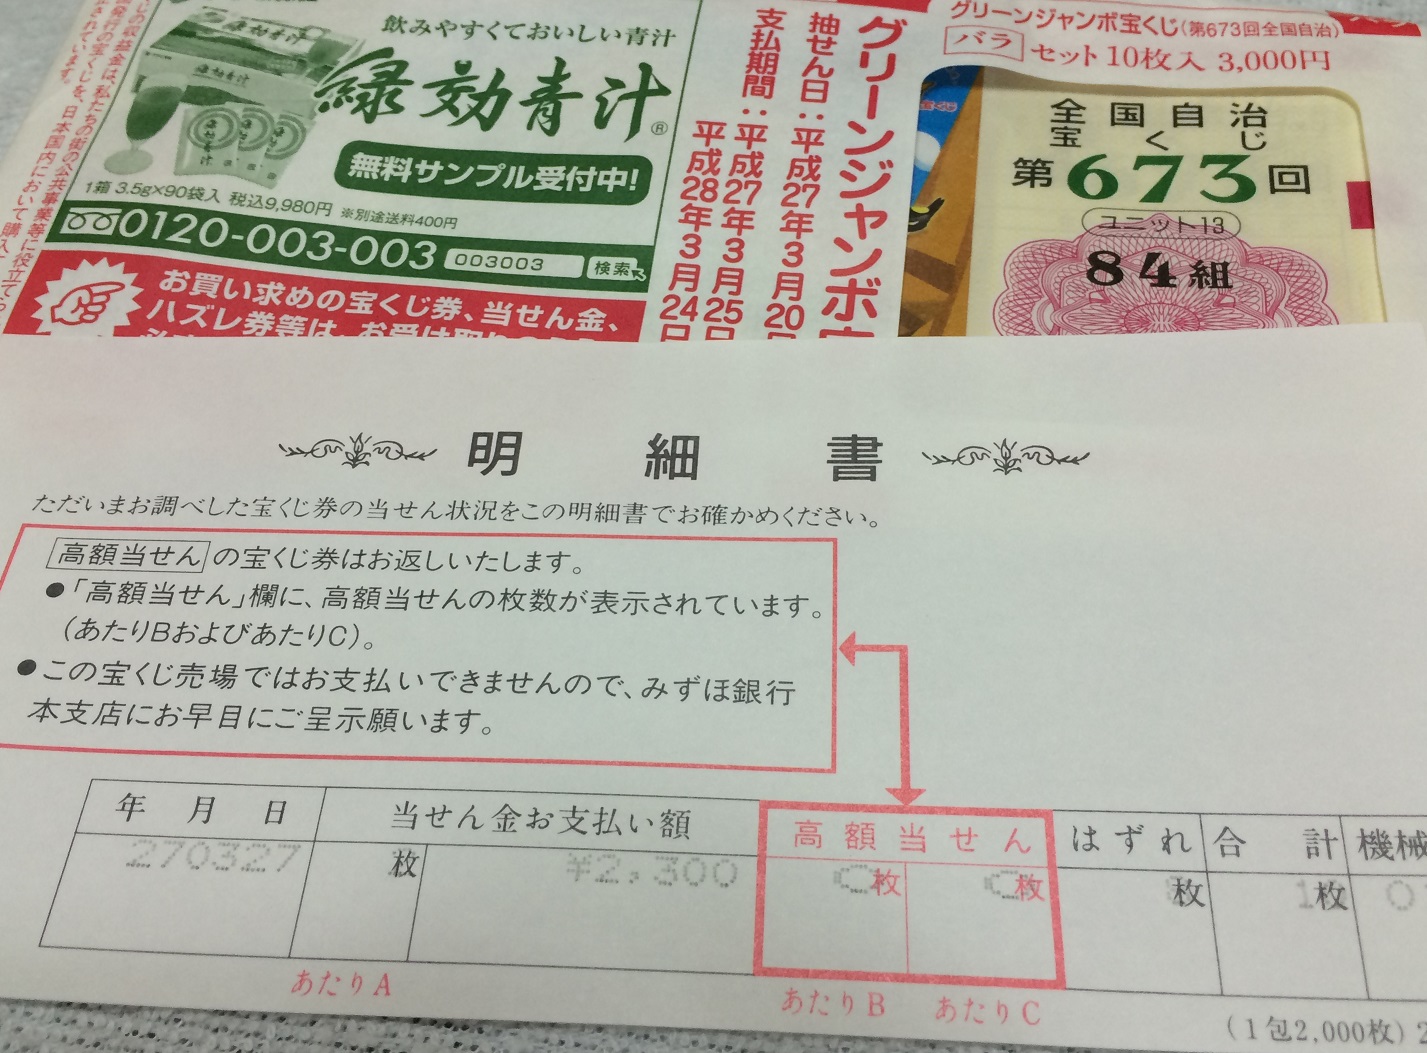 飲みやすくておいしい青汁
緑効青汁®
無料サンプル受付中!
1箱 3.5g×90袋入 税込9,980円 ※別途送料400円
0120-003-003
003003 検索
お買い求めの宝くじ券、当せん金、
ハズレ券等は、お受け取り
グリーンジャンボ
抽せん日：平成27年3月20
支払期間：平成27年3月25
平成28年3月24日
グリーンジャンボ宝くじ(第673回全国自治)
バラ セット10枚入 3,000円
全国自治
宝くじ
第673回
ユニット13
84組
明細書
ただいまお調べした宝くじ券の当せん状況をこの明細書でお確かめください。
高額当せん の宝くじ券はお返しいたします。
●「高額当せん」欄に、高額当せんの枚数が表示されています。
(あたりBおよびあたりC)。
●この宝くじ売場ではお支払いできませんので、みずほ銀行
本支店にお早目にご呈示願います。
年月日 当せん金お支払い額 高額当せん はずれ 合計 機械
270327 枚 ¥2,300 枚 枚 枚 枚 0
あたりA
あたりB あたりC
(1包2,000枚)